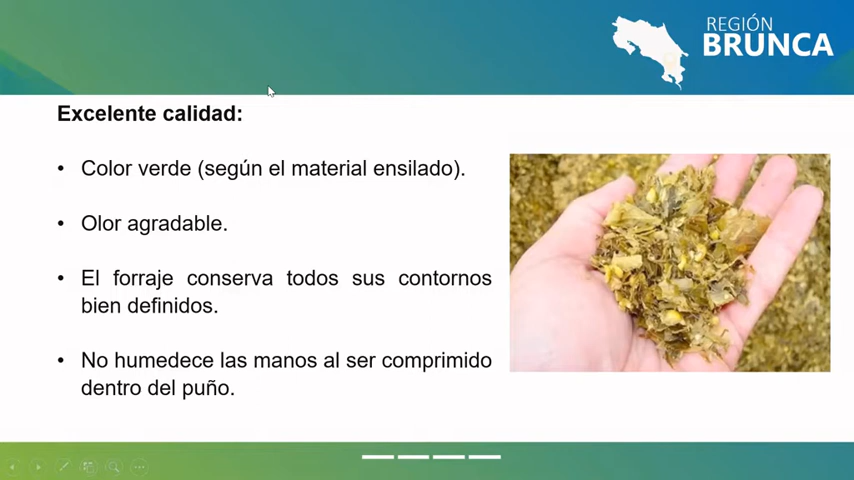 REGIÓN
BRUNCA
Excelente calidad:
• Color verde (según el material ensilado).
• Olor agradable.
• El forraje conserva todos sus contornos
bien definidos.
• No humedece las manos al ser comprimido
dentro del puño.